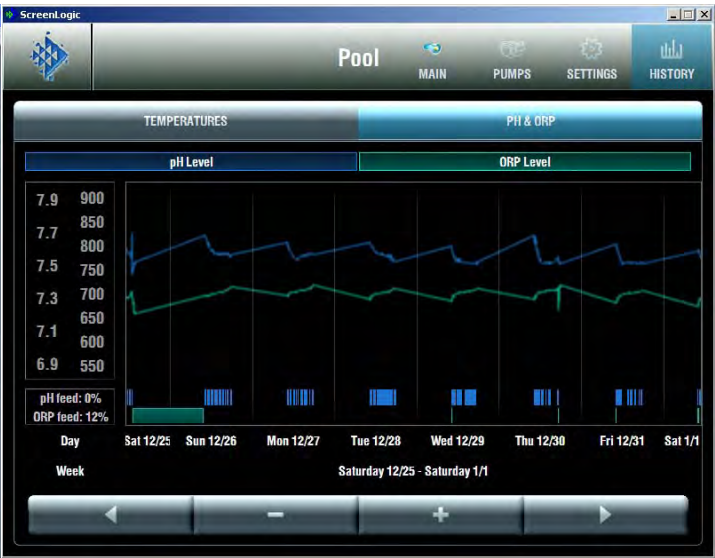 ScreenLogic
Pool
MAIN
PUMPS
SETTINGS
HISTORY
TEMPERATURES
PH & ORP
pH Level
ORP Level
7.9 900
850
7.7 800
7.5 750
7.3 700
650
7.1 600
6.9 550
pH feed: 0%
ORP feed: 12%
Day Sat 12/25 Sun 12/26 Mon 12/27 Tue 12/28 Wed 12/29 Thu 12/30 Fri 12/31 Sat 1/1
Week Saturday 12/25 - Saturday 1/1